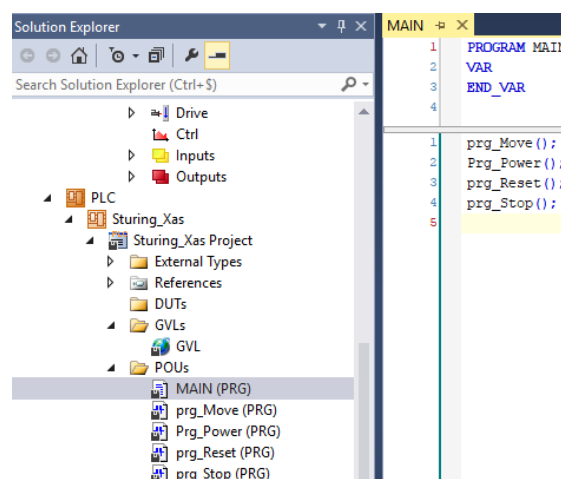 Solution Explorer
Search Solution Explorer (Ctrl+$)
Drive
Ctrl
Inputs
Outputs
PLC
Sturing_Xas
Sturing_Xas Project
External Types
References
DUTs
GVLs
GVL
POUs
MAIN (PRG)
prg_Move (PRG)
Prg_Power (PRG)
prg_Reset (PRG)
prg_Stop (PRG)
MAIN
1 PROGRAM MAIN
2 VAR
3 END_VAR
4
1 prg_Move();
2 Prg_Power();
3 prg_Reset();
4 prg_Stop();
5